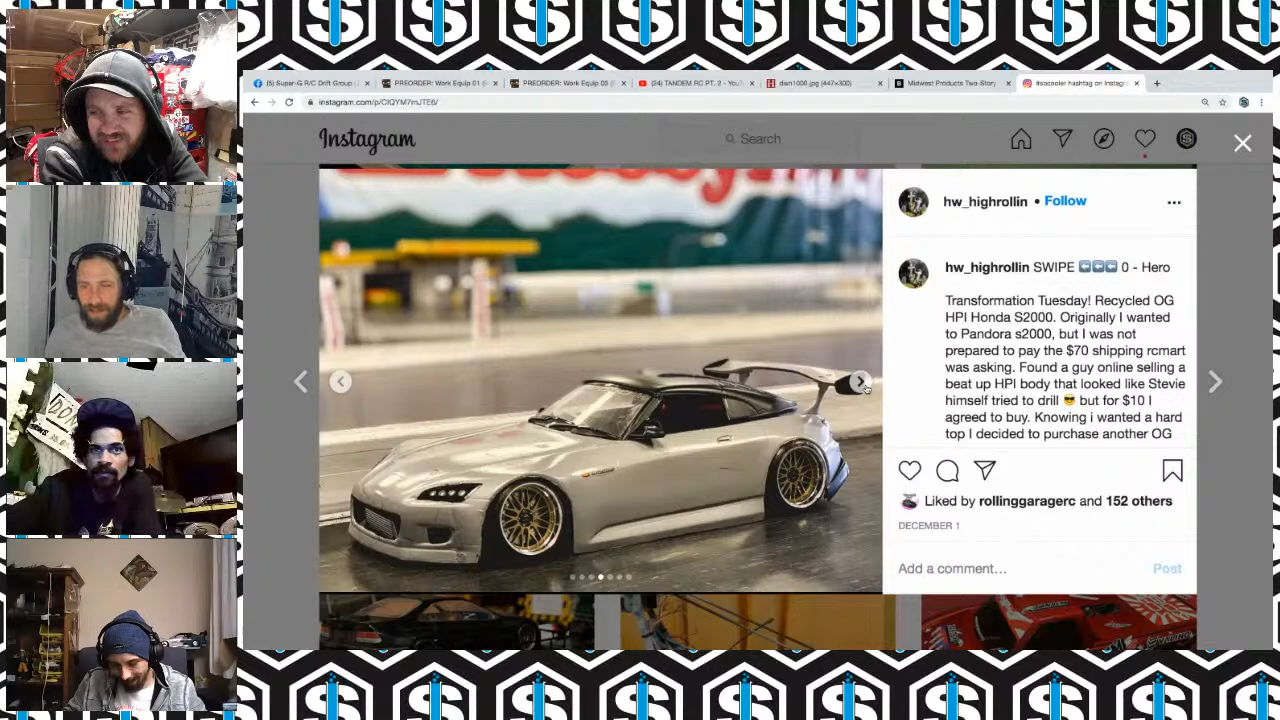 (5) Super-G R/C Drift Group
PREORDER: Work Equip 01
PREORDER: Work Equip 05
(24) TANDEM RC PT. 2 - You
dsn1000.jpg (447×300)
Midwest Products Two-Story
#socooler hashtag on Instagra
instagram.com/p/CIQYM7mJTE6/
Instagram
Search
hw_highrollin • Follow
hw_highrollin SWIPE ⬅️⬅️⬅️ 0 - Hero
Transformation Tuesday! Recycled OG
HPI Honda S2000. Originally I wanted
to Pandora s2000, but I was not
prepared to pay the $70 shipping rcmart
was asking. Found a guy online selling a
beat up HPI body that looked like Stevie
himself tried to drill 😎 but for $10 I
agreed to buy. Knowing i wanted a hard
top I decided to purchase another OG
Liked by rollinggaragerc and 152 others
DECEMBER 1
Add a comment…
Post